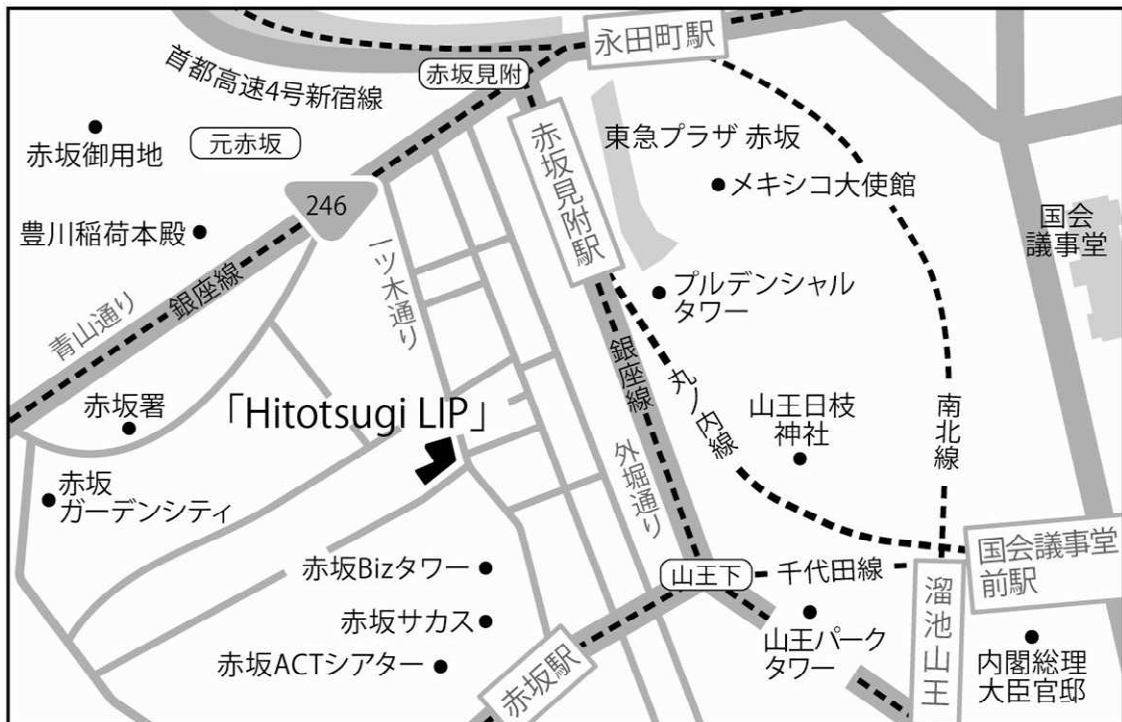 永田町駅
首都高速4号新宿線
赤坂見附
赤坂御用地
元赤坂
赤坂見附駅
東急プラザ 赤坂
メキシコ大使館
246
豊川稲荷本殿
国会
議事堂
一ツ木通り
銀座線
青山通り
プルデンシャル
タワー
銀座線
丸ノ内線
赤坂署
「Hitotsugi LIP」
山王日枝
神社
南北線
外堀通り
赤坂
ガーデンシティ
赤坂Bizタワー
山王下
千代田線
国会議事堂
前駅
溜池山王
赤坂サカス
山王パーク
タワー
赤坂ACTシアター
赤坂駅
内閣総理
大臣官邸